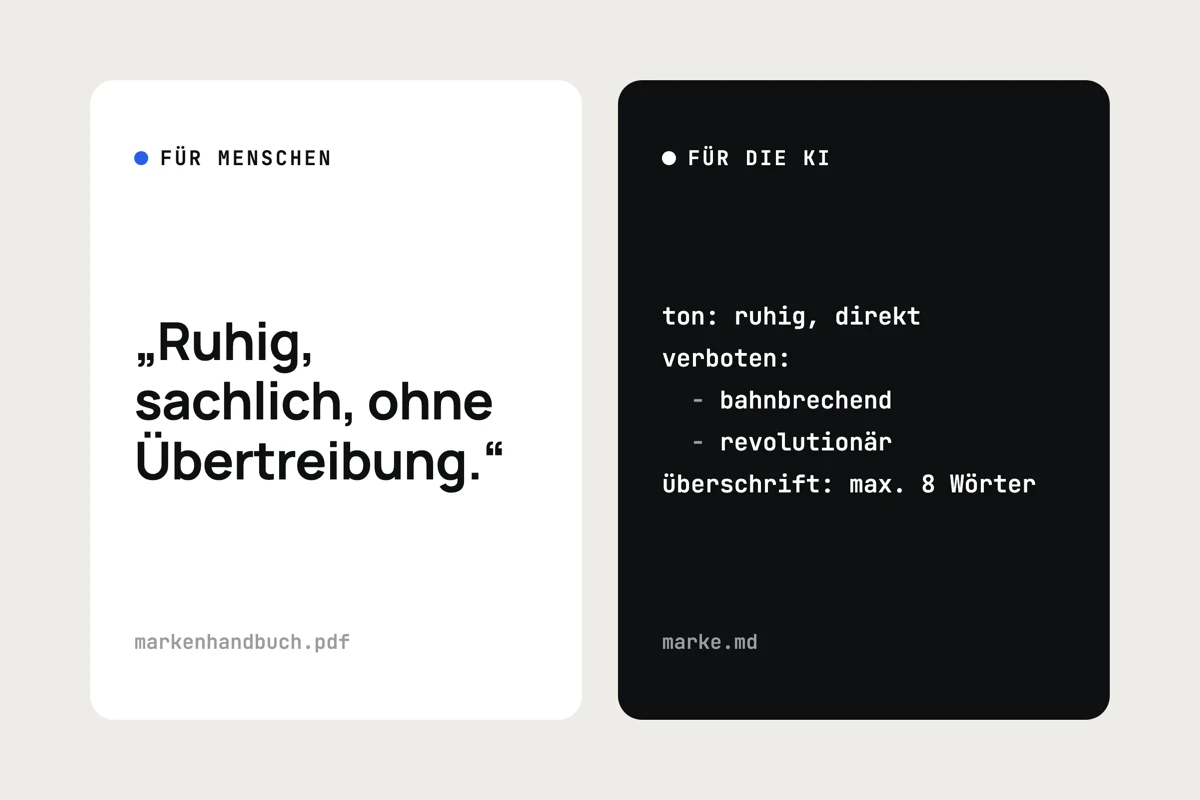 FÜR MENSCHEN
„Ruhig,
sachlich, ohne
Übertreibung.“
markenhandbuch.pdf
FÜR DIE KI
ton: ruhig, direkt
verboten:
- bahnbrechend
- revolutionär
überschrift: max. 8 Wörter
marke.md